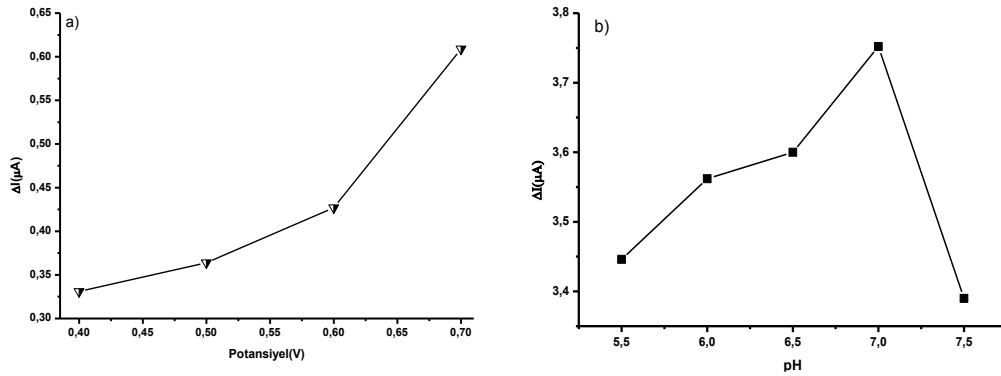 a)
0,65
0,60
0,55
0,50
0,45
0,40
0,35
0,30
ΔI(µA)
0,40 0,45 0,50 0,55 0,60 0,65 0,70
Potansiyel(V)
b)
3,8
3,7
3,6
3,5
3,4
ΔI(µA)
5,5 6,0 6,5 7,0 7,5
pH